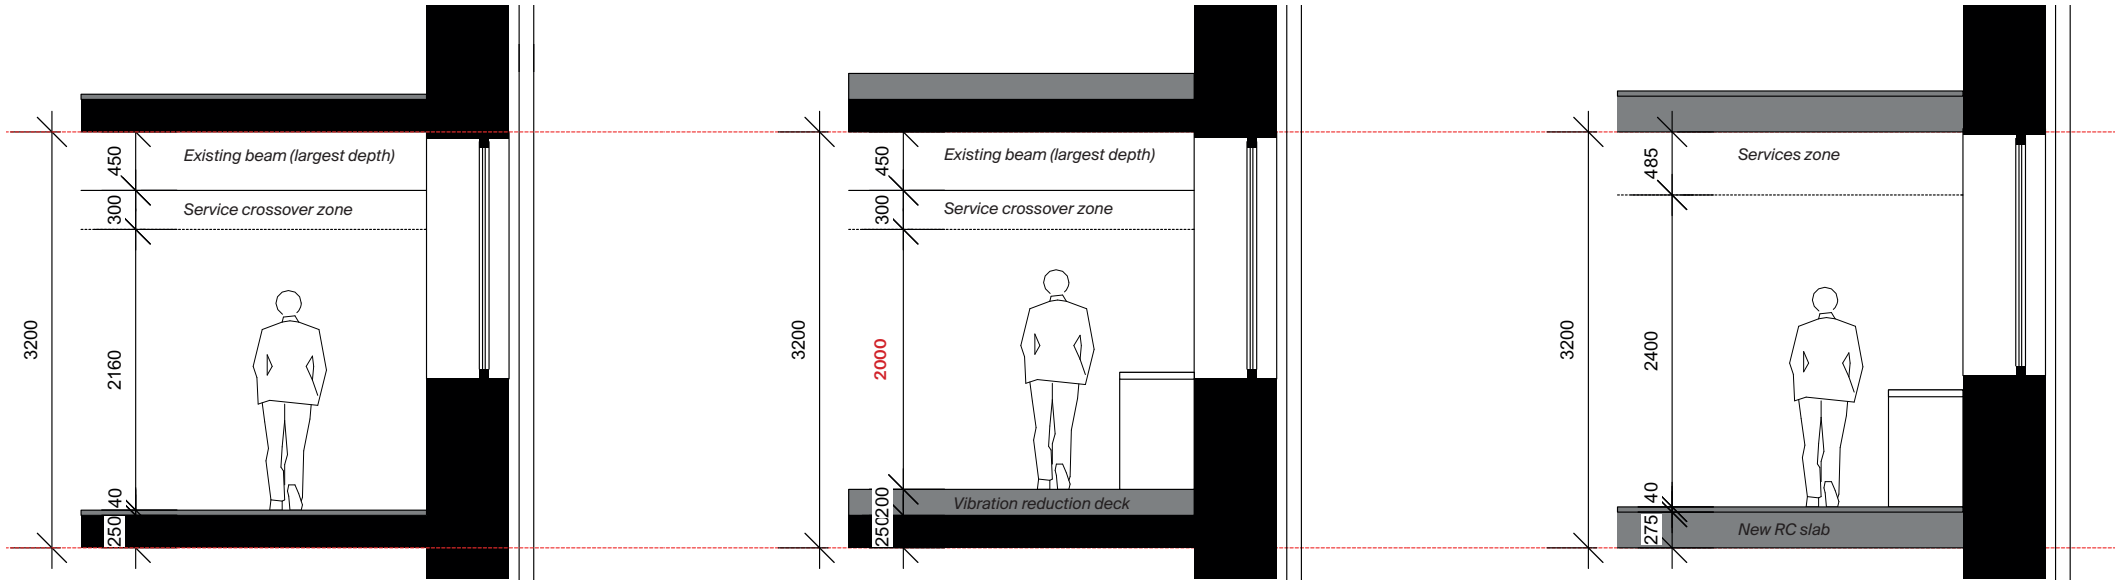 450
Existing beam (largest depth)
300
Service crossover zone
3200
2160
40
250
450
Existing beam (largest depth)
300
Service crossover zone
3200
2000
200
Vibration reduction deck
250
485
Services zone
3200
2400
40
275
New RC slab